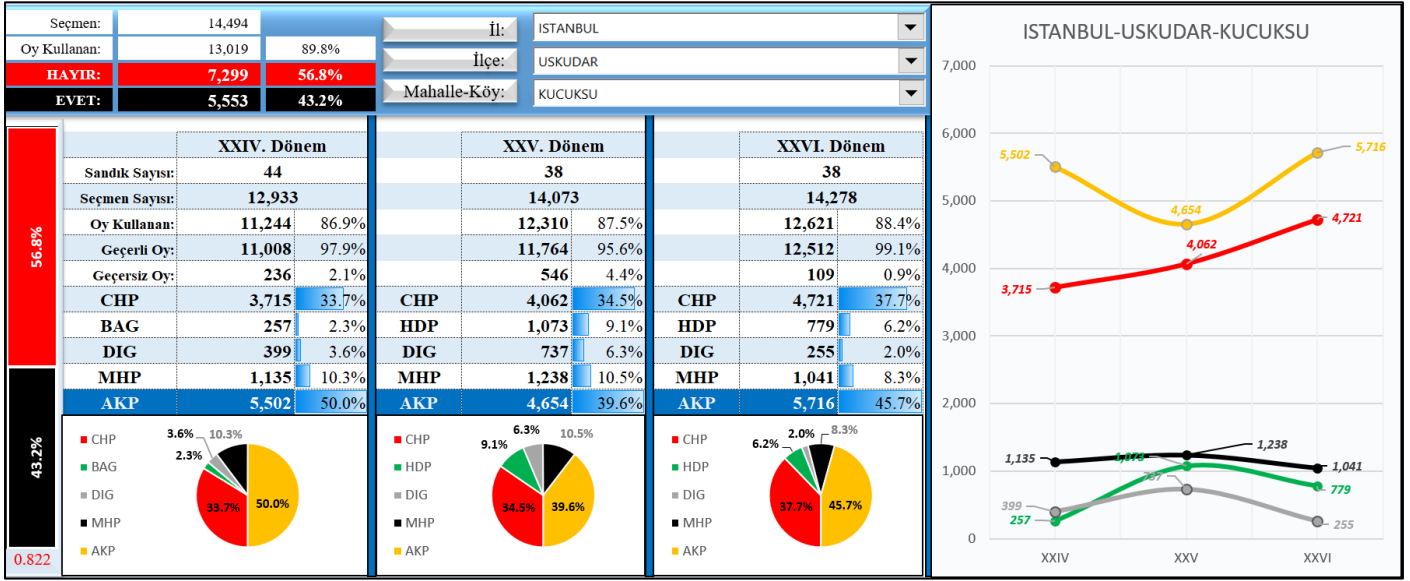 Seçmen: 14,494
Oy Kullanan: 13,019 89.8%
HAYIR: 7,299 56.8%
EVET: 5,553 43.2%
İl: ISTANBUL
İlçe: USKUDAR
Mahalle-Köy: KUCUKSU
56.8%
43.2%
0.822
XXIV. Dönem XXV. Dönem XXVI. Dönem
Sandık Sayısı: 44 38 38
Seçmen Sayısı: 12,933 14,073 14,278
Oy Kullanan: 11,244 86.9% 12,310 87.5% 12,621 88.4%
Geçerli Oy: 11,008 97.9% 11,764 95.6% 12,512 99.1%
Geçersiz Oy: 236 2.1% 546 4.4% 109 0.9%
CHP 3,715 33.7% CHP 4,062 34.5% CHP 4,721 37.7%
BAG 257 2.3% HDP 1,073 9.1% HDP 779 6.2%
DIG 399 3.6% DIG 737 6.3% DIG 255 2.0%
MHP 1,135 10.3% MHP 1,238 10.5% MHP 1,041 8.3%
AKP 5,502 50.0% AKP 4,654 39.6% AKP 5,716 45.7%
CHP
BAG
DIG
MHP
AKP
3.6% 10.3%
2.3%
33.7% 50.0%
CHP
HDP
DIG
MHP
AKP
6.3% 10.5%
9.1%
34.5% 39.6%
CHP
HDP
DIG
MHP
AKP
2.0% 8.3%
6.2%
37.7% 45.7%
ISTANBUL-USKUDAR-KUCUKSU
7,000
6,000
5,000
4,000
3,000
2,000
1,000
0
5,502 4,654 5,716
3,715 4,062 4,721
1,135 1,238 1,041
257 1,073 779
399 737 255
XXIV XXV XXVI